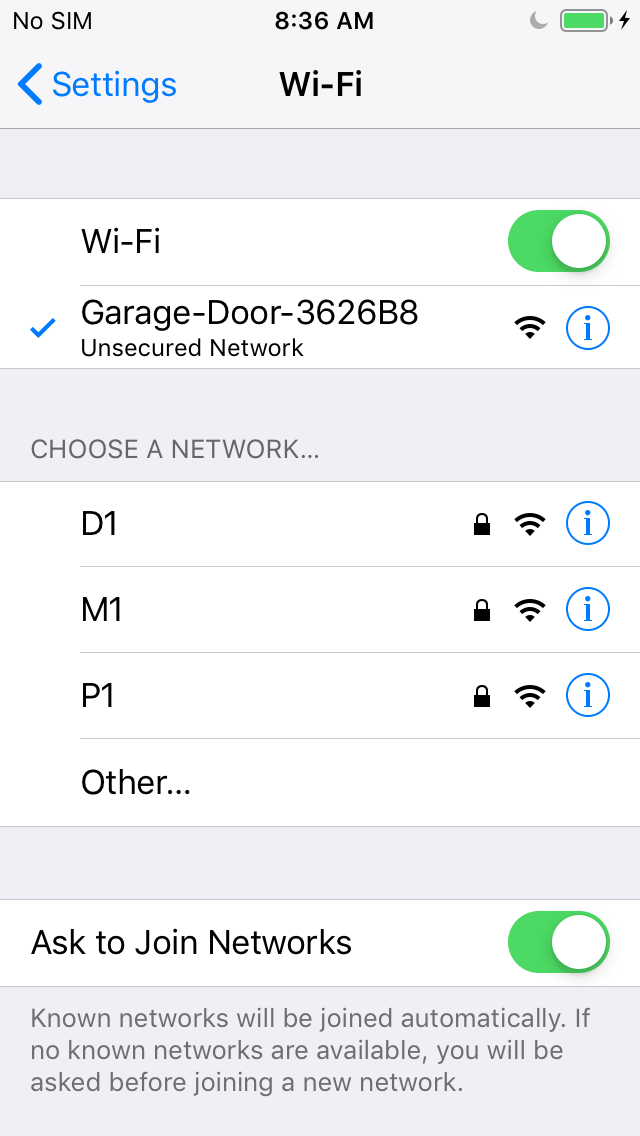 No SIM 8:36 AM
Settings Wi-Fi
Wi-Fi
Garage-Door-3626B8
Unsecured Network
CHOOSE A NETWORK...
D1
M1
P1
Other...
Ask to Join Networks
Known networks will be joined automatically. If
no known networks are available, you will be
asked before joining a new network.